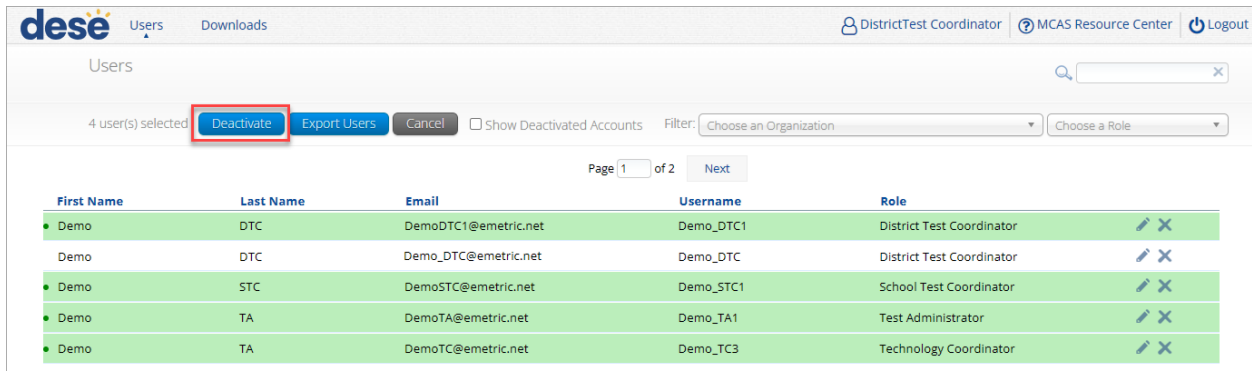 dese Users Downloads DistrictTest Coordinator MCAS Resource Center Logout
Users
4 user(s) selected Deactivate Export Users Cancel Show Deactivated Accounts Filter: Choose an Organization Choose a Role
Page 1 of 2 Next
First Name Last Name Email Username Role
Demo DTC DemoDTC1@emetric.net Demo_DTC1 District Test Coordinator
Demo DTC Demo_DTC@emetric.net Demo_DTC District Test Coordinator
Demo STC DemoSTC@emetric.net Demo_STC1 School Test Coordinator
Demo TA DemoTA@emetric.net Demo_TA1 Test Administrator
Demo TA DemoTC@emetric.net Demo_TC3 Technology Coordinator